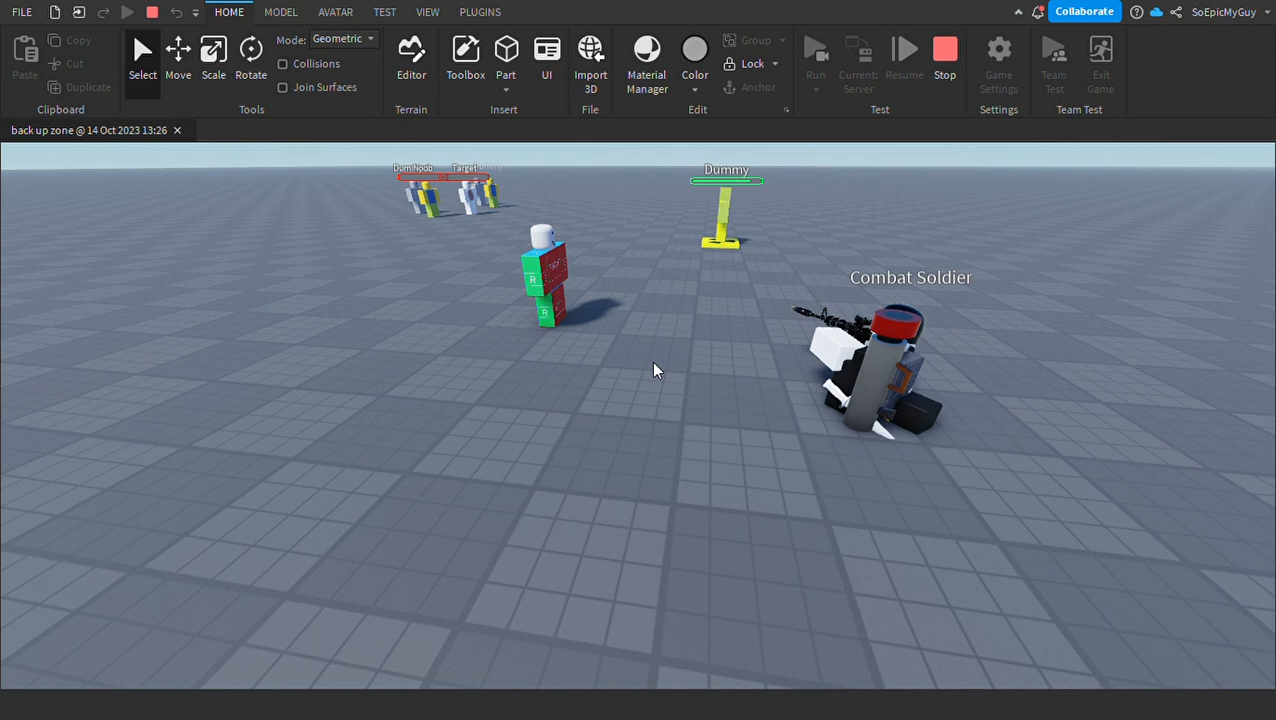 FILE HOME MODEL AVATAR TEST VIEW PLUGINS Collaborate SoEpicMyGuy
Paste Copy Cut Duplicate
Select Move Scale Rotate
Mode: Geometric
Collisions
Join Surfaces
Editor Toolbox Part UI Import 3D
Material Manager Color Group Lock Anchor
Run Current: Server Resume Stop Game Settings Team Test Exit Game
Clipboard Tools Terrain Insert File Edit Test Settings Team Test
back up zone @ 14 Oct 2023 13:26
Target Dummy
Combat Soldier
R
R